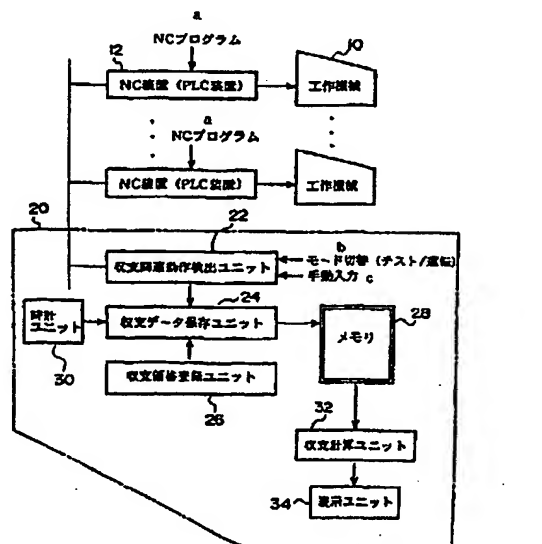 a
NCプログラム
12
10
NC装置(PLC装置)
工作機械
a
NCプログラム
NC装置(PLC装置)
工作機械
20
22
収支関連動作検出ユニット
b
モード切替(テスト/運転)
手動入力 c
24
時計
ユニット
30
収支データ保存ユニット
メモリ
28
収支価格登録ユニット
26
32
収支計算ユニット
34
表示ユニット